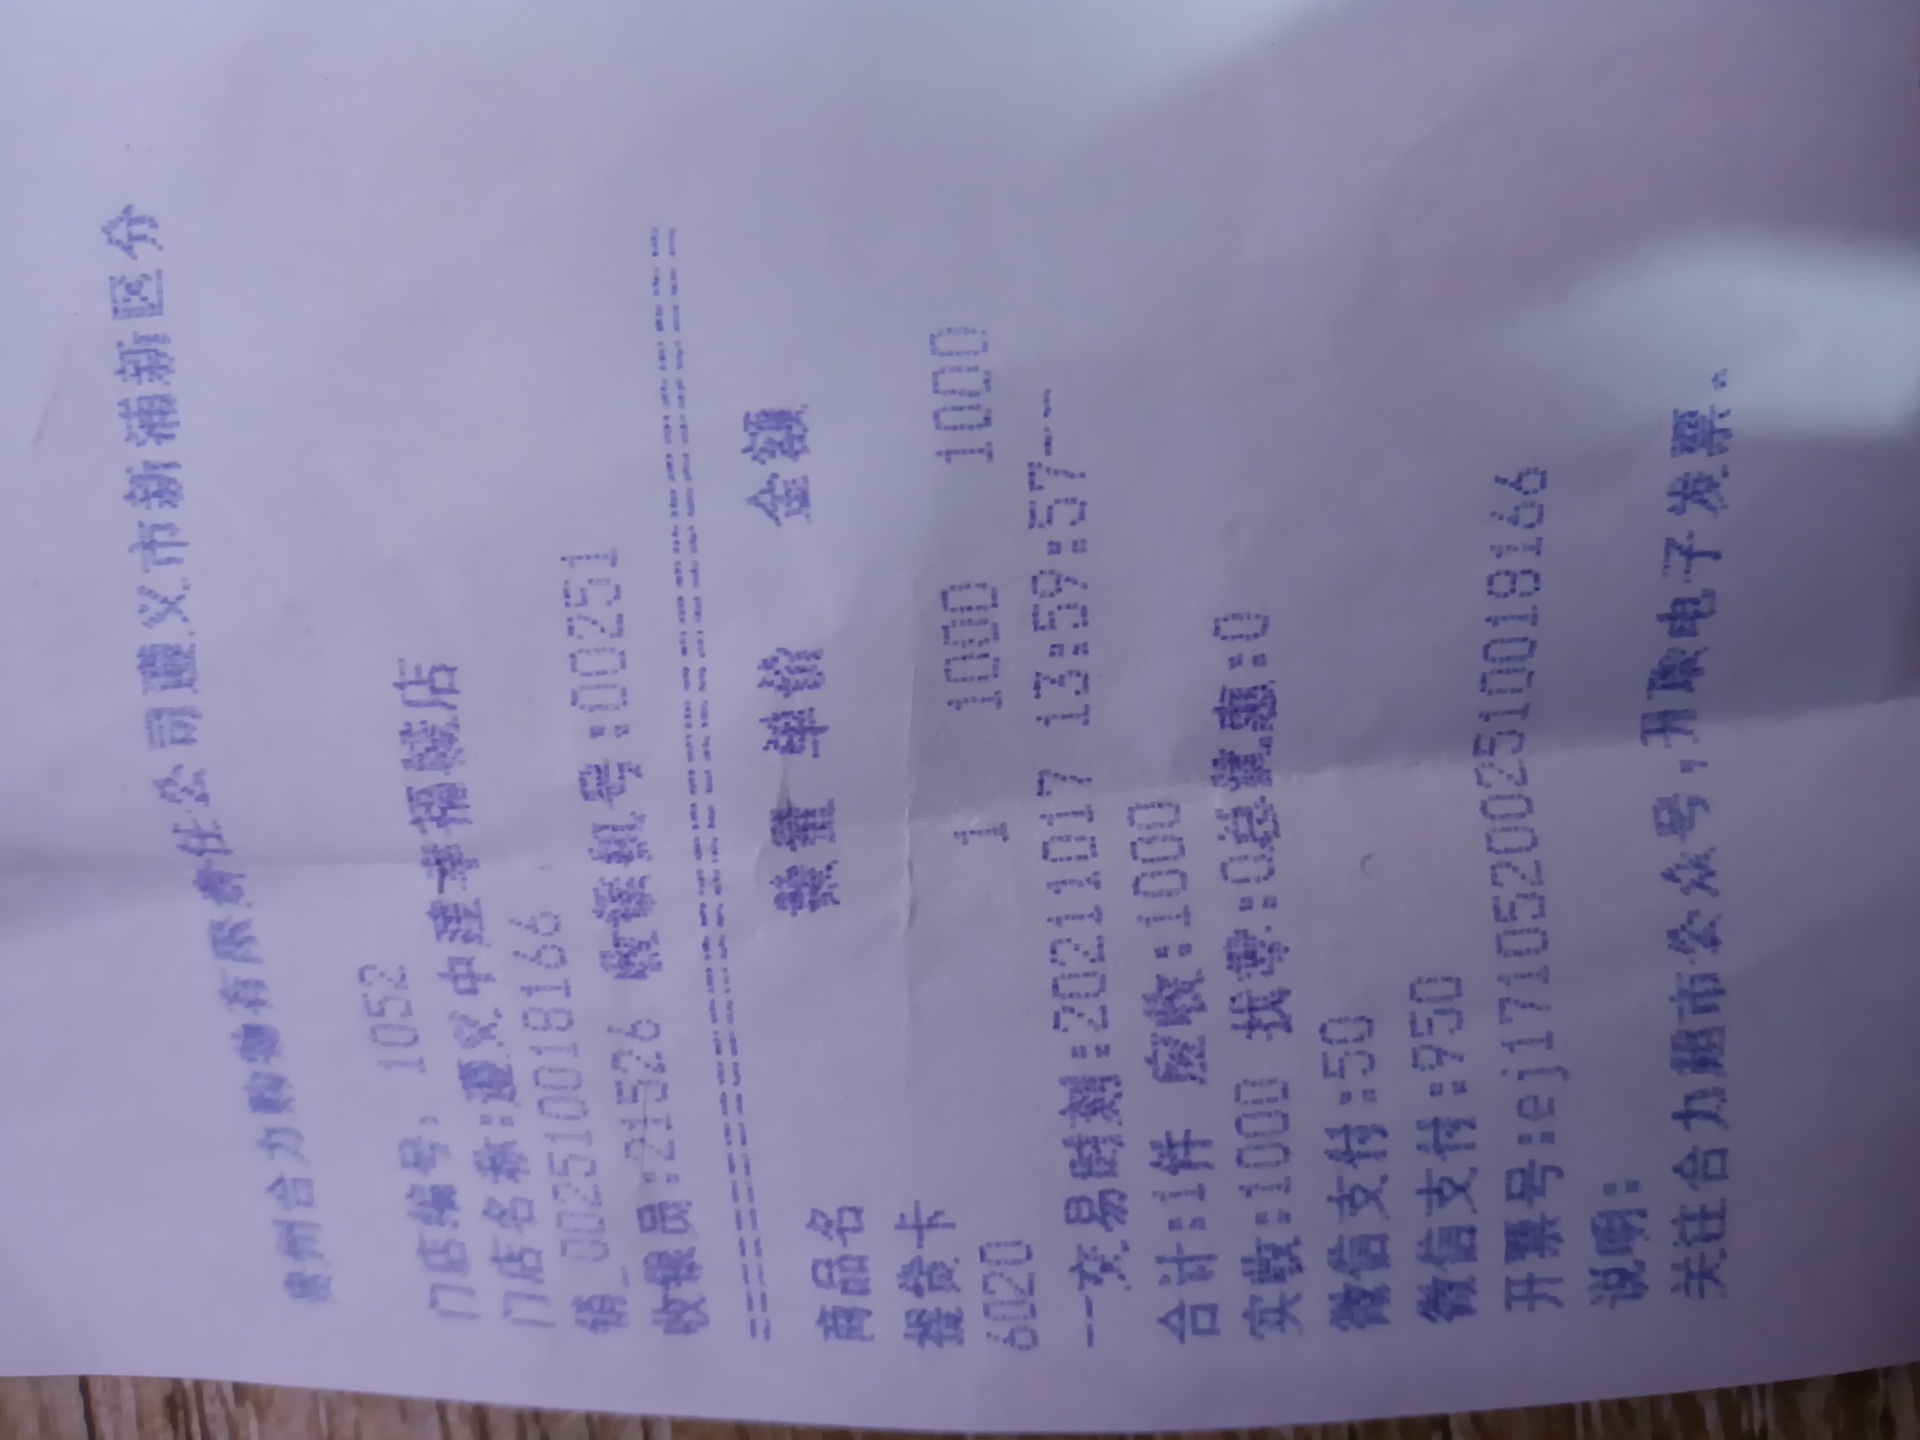 贵州合力购物有限责任公司遵义市新浦新区分
门店编号: 1052
门店名称:遵义中建幸福城店
销_002510018166
收银员:21526 收银机号:00251
商品名 数量 单价 金额
提货卡
6020 1 1000 1000
--交易时刻:20211017 13:59:57---
合计:1件 应收:1000
实收:1000 找零:0总优惠:0
微信支付:50
微信支付:950
开票号:ej171052002510018166
说明:
关注合力超市公众号,开取电子发票。